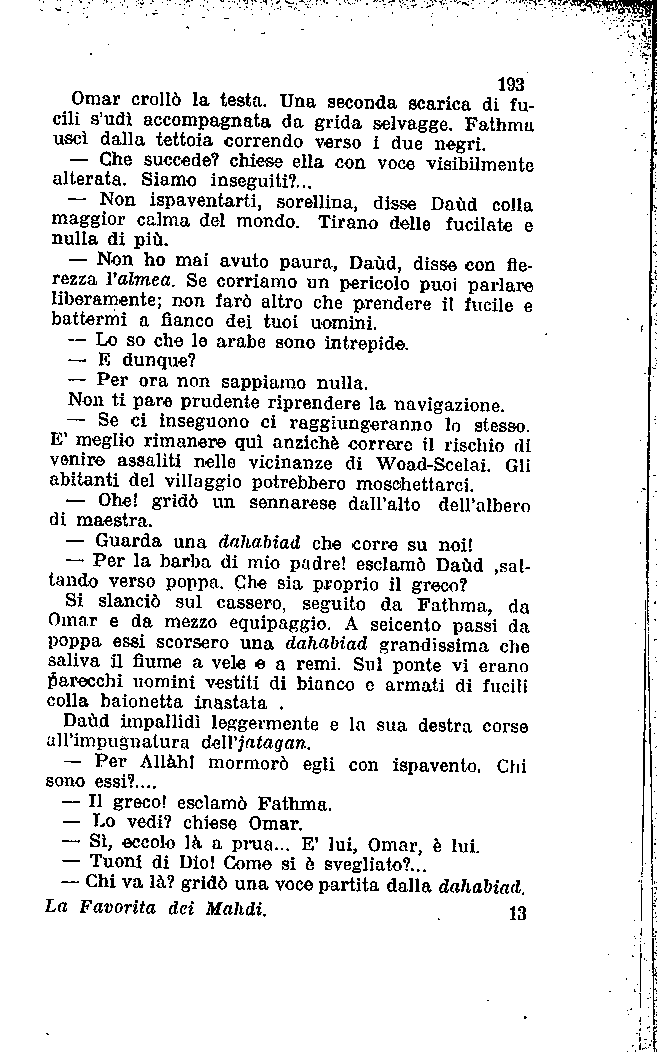 193
Omar crollò la testa. Una seconda scarica di fu-
cili s'udì accompagnata da grida selvagge. Fathma
uscì dalla tettoia correndo verso i due negri.
— Che succede? chiese ella con voce visibilmente
alterata. Siamo inseguiti?...
— Non ispaventarti, sorellina, disse Daùd colla
maggior calma del mondo. Tirano delle fucilate e
nulla di più.
— Non ho mai avuto paura, Daùd, disse con fie-
rezza l'almea. Se corriamo un pericolo puoi parlare
liberamente; non farò altro che prendere il fucile e
battermi a fianco dei tuoi uomini.
— Lo so che le arabe sono intrepide.
— E dunque?
— Per ora non sappiamo nulla.
Non ti pare prudente riprendere la navigazione.
— Se ci inseguono ci raggiungeranno lo stesso.
E' meglio rimanere quì anzichè correre il rischio di
venire assaliti nelle vicinanze di Woad-Scelai. Gli
abitanti del villaggio potrebbero moschettarci.
— Ohe! gridò un sennarese dall'alto dell'albero
di maestra.
— Guarda una dahabiad che corre su noi!
— Per la barba di mio padre! esclamò Daùd ,sal-
tando verso poppa. Che sia proprio il greco?
Si slanciò sul cassero, seguito da Fathma, da
Omar e da mezzo equipaggio. A seicento passi da
poppa essi scorsero una dahabiad grandissima che
saliva il fiume a vele e a remi. Sul ponte vi erano
parecchi uomini vestiti di bianco e armati di fucili
colla baionetta inastata .
Daùd impallidì leggermente e la sua destra corse
all'impugnatura dell'jatagan.
— Per Allàh! mormorò egli con ispavento. Chi
sono essi?....
— Il greco! esclamò Fathma.
— Lo vedi? chiese Omar.
— Sì, eccolo là a prua... E' lui, Omar, è lui.
— Tuoni di Dio! Come si è svegliato?...
— Chi va là? gridò una voce partita dalla dahabiad.
La Favorita dei Mahdi.
13